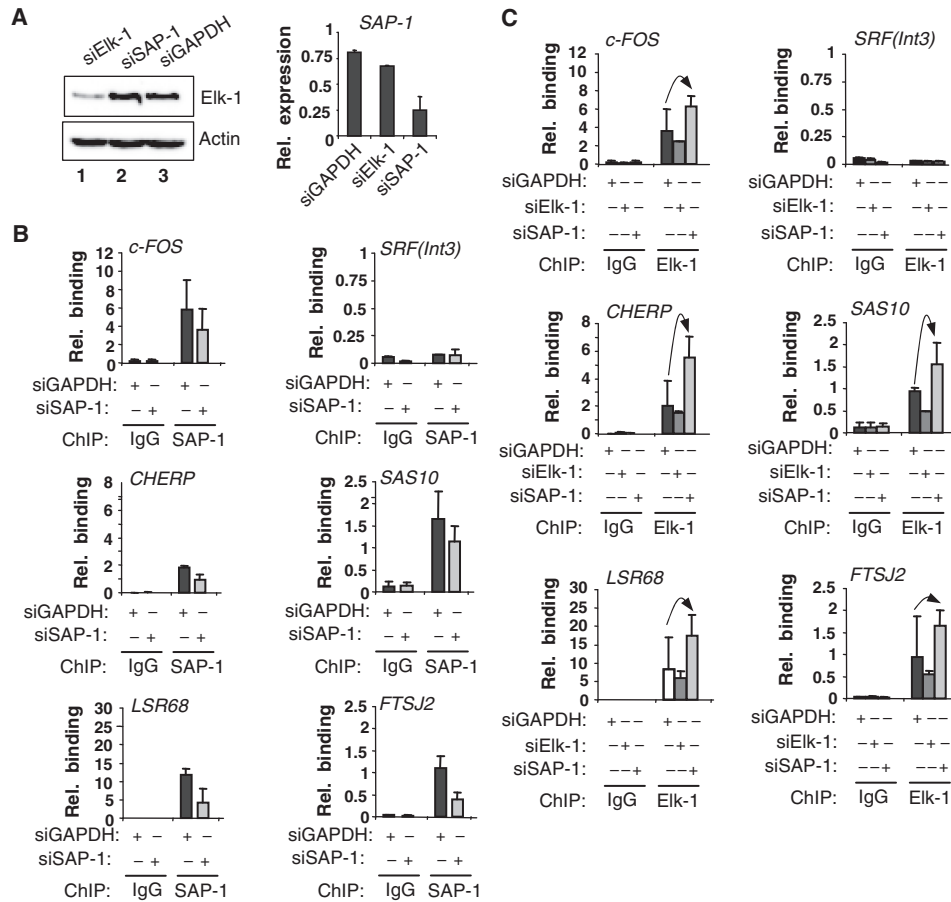 A
siElk-1 siSAP-1 siGAPDH
Elk-1
Actin
1 2 3
SAP-1
Rel. expression
1
0.75
0.5
0.25
siGAPDH siElk-1 siSAP-1
B
c-FOS
Rel. binding
12
9
6
3
0
siGAPDH: + – + –
siSAP-1: – + – +
ChIP: IgG SAP-1
SRF(Int3)
Rel. binding
1
0.75
0.5
0.25
0
+ – + –
– + – +
IgG SAP-1
CHERP
Rel. binding
8
6
4
2
0
siGAPDH: + – + –
siSAP-1: – + – +
ChIP: IgG SAP-1
SAS10
Rel. binding
2.5
2
1.5
1
0.5
0
siGAPDH: + – + –
siSAP-1: – + – +
ChIP: IgG SAP-1
LSR68
Rel. binding
30
25
20
15
10
5
0
siGAPDH: + – + –
siSAP-1: – + – +
ChIP: IgG SAP-1
FTSJ2
Rel. binding
2
1.5
1
0.5
0
siGAPDH: + – + –
siSAP-1: – + – +
ChIP: IgG SAP-1
C
c-FOS
Rel. binding
12
10
8
6
4
2
0
siGAPDH: + – – + – –
siElk-1: – + – – + –
siSAP-1: – – + – – +
ChIP: IgG Elk-1
SRF(Int3)
Rel. binding
1
0.75
0.5
0.25
0
siGAPDH: + – – + – –
siElk-1: – + – – + –
siSAP-1: – – + – – +
ChIP: IgG Elk-1
CHERP
Rel. binding
8
6
4
2
0
siGAPDH: + – – + – –
siElk-1: – + – – + –
siSAP-1: – – + – – +
ChIP: IgG Elk-1
SAS10
Rel. binding
2.5
2
1.5
1
0.5
0
siGAPDH: + – – + – –
siElk-1: – + – – + –
siSAP-1: – – + – – +
ChIP: IgG Elk-1
LSR68
Rel. binding
30
25
20
15
10
5
0
siGAPDH: + – – + – –
siElk-1: – + – – + –
siSAP-1: – – + – – +
ChIP: IgG Elk-1
FTSJ2
Rel. binding
2.5
2
1.5
1
0.5
0
siGAPDH: + – – + – –
siElk-1: – + – – + –
siSAP-1: – – + – – +
ChIP: IgG Elk-1